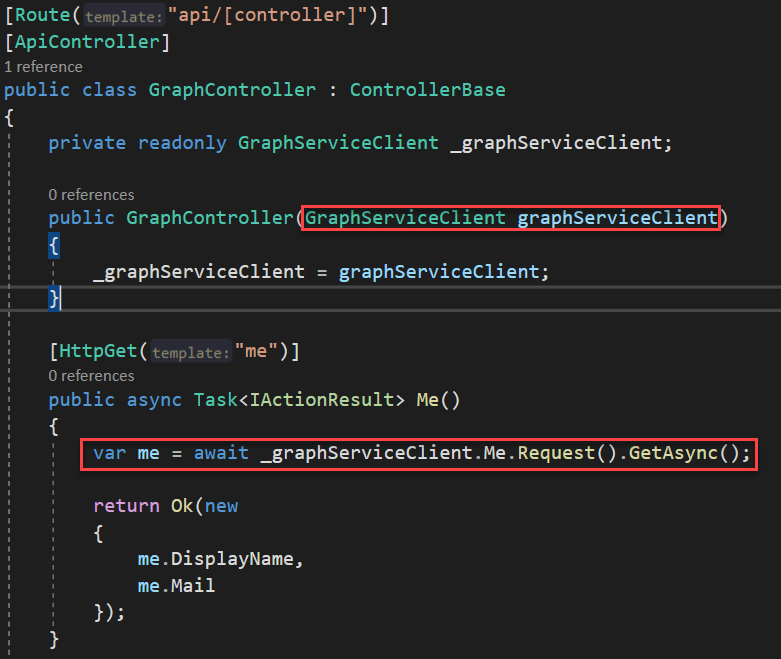 [Route(template:"api/[controller]")]
[ApiController]
1 reference
public class GraphController : ControllerBase
{
private readonly GraphServiceClient _graphServiceClient;
0 references
public GraphController(GraphServiceClient graphServiceClient)
{
_graphServiceClient = graphServiceClient;
}
[HttpGet(template:"me")]
0 references
public async Task<IActionResult> Me()
{
var me = await _graphServiceClient.Me.Request().GetAsync();
return Ok(new
{
me.DisplayName,
me.Mail
});
}